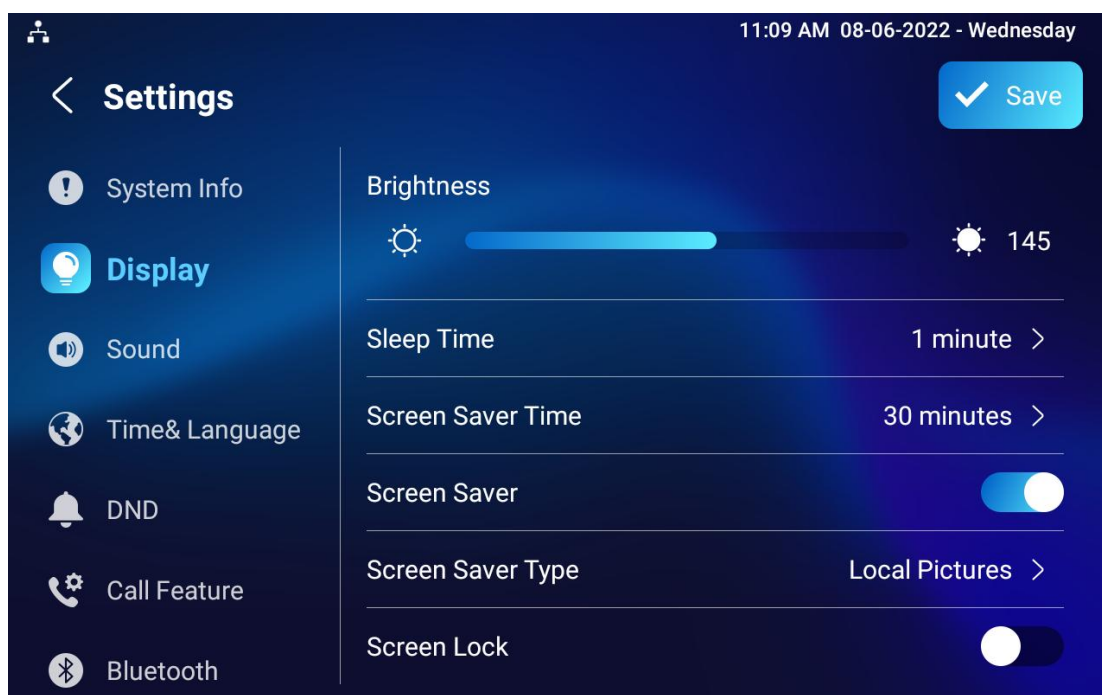 11:09 AM 08-06-2022 - Wednesday
Settings
Save
System Info
Display
Sound
Time& Language
DND
Call Feature
Bluetooth
Brightness
145
Sleep Time 1 minute
Screen Saver Time 30 minutes
Screen Saver
Screen Saver Type Local Pictures
Screen Lock